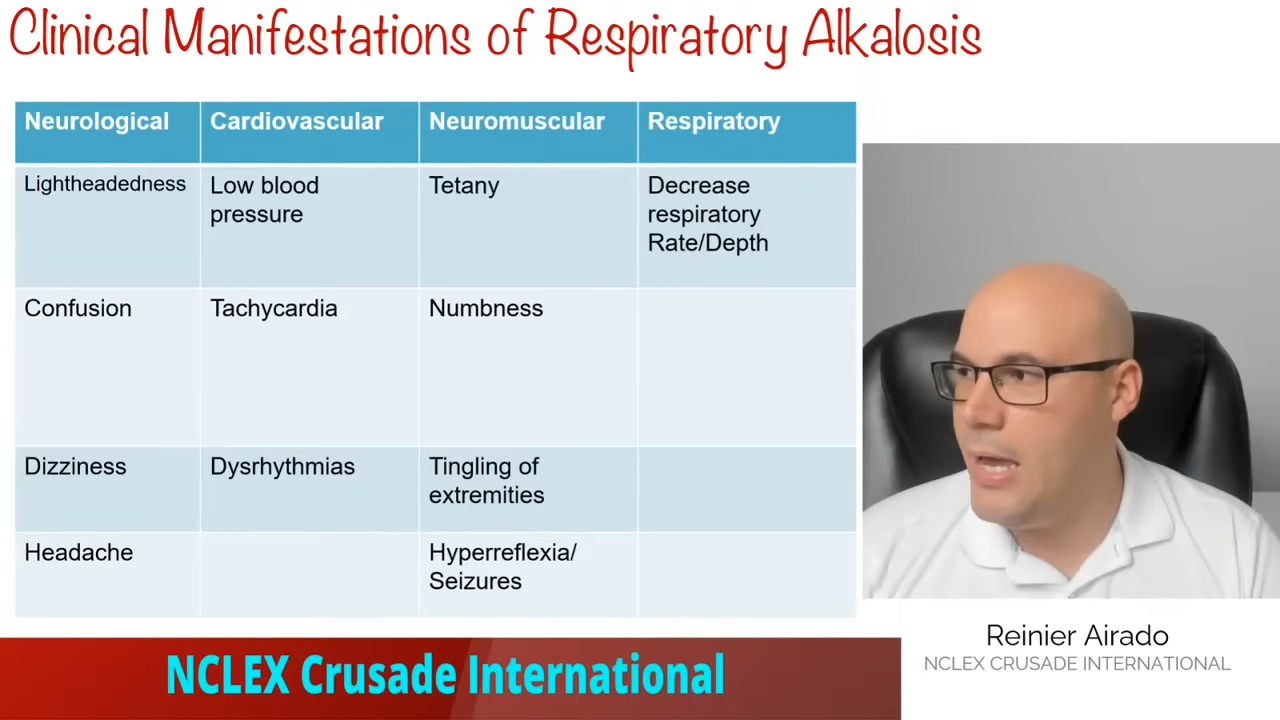 Clinical Manifestations of Respiratory Alkalosis
Neurological
Cardiovascular
Neuromuscular
Respiratory
Lightheadedness
Low blood
pressure
Tetany
Decrease
respiratory
Rate/Depth
Confusion
Tachycardia
Numbness
Dizziness
Dysrhythmias
Tingling of
extremities
Headache
Hyperreflexia/
Seizures
Reinier Airado
NCLEX CRUSADE INTERNATIONAL
NCLEX Crusade International